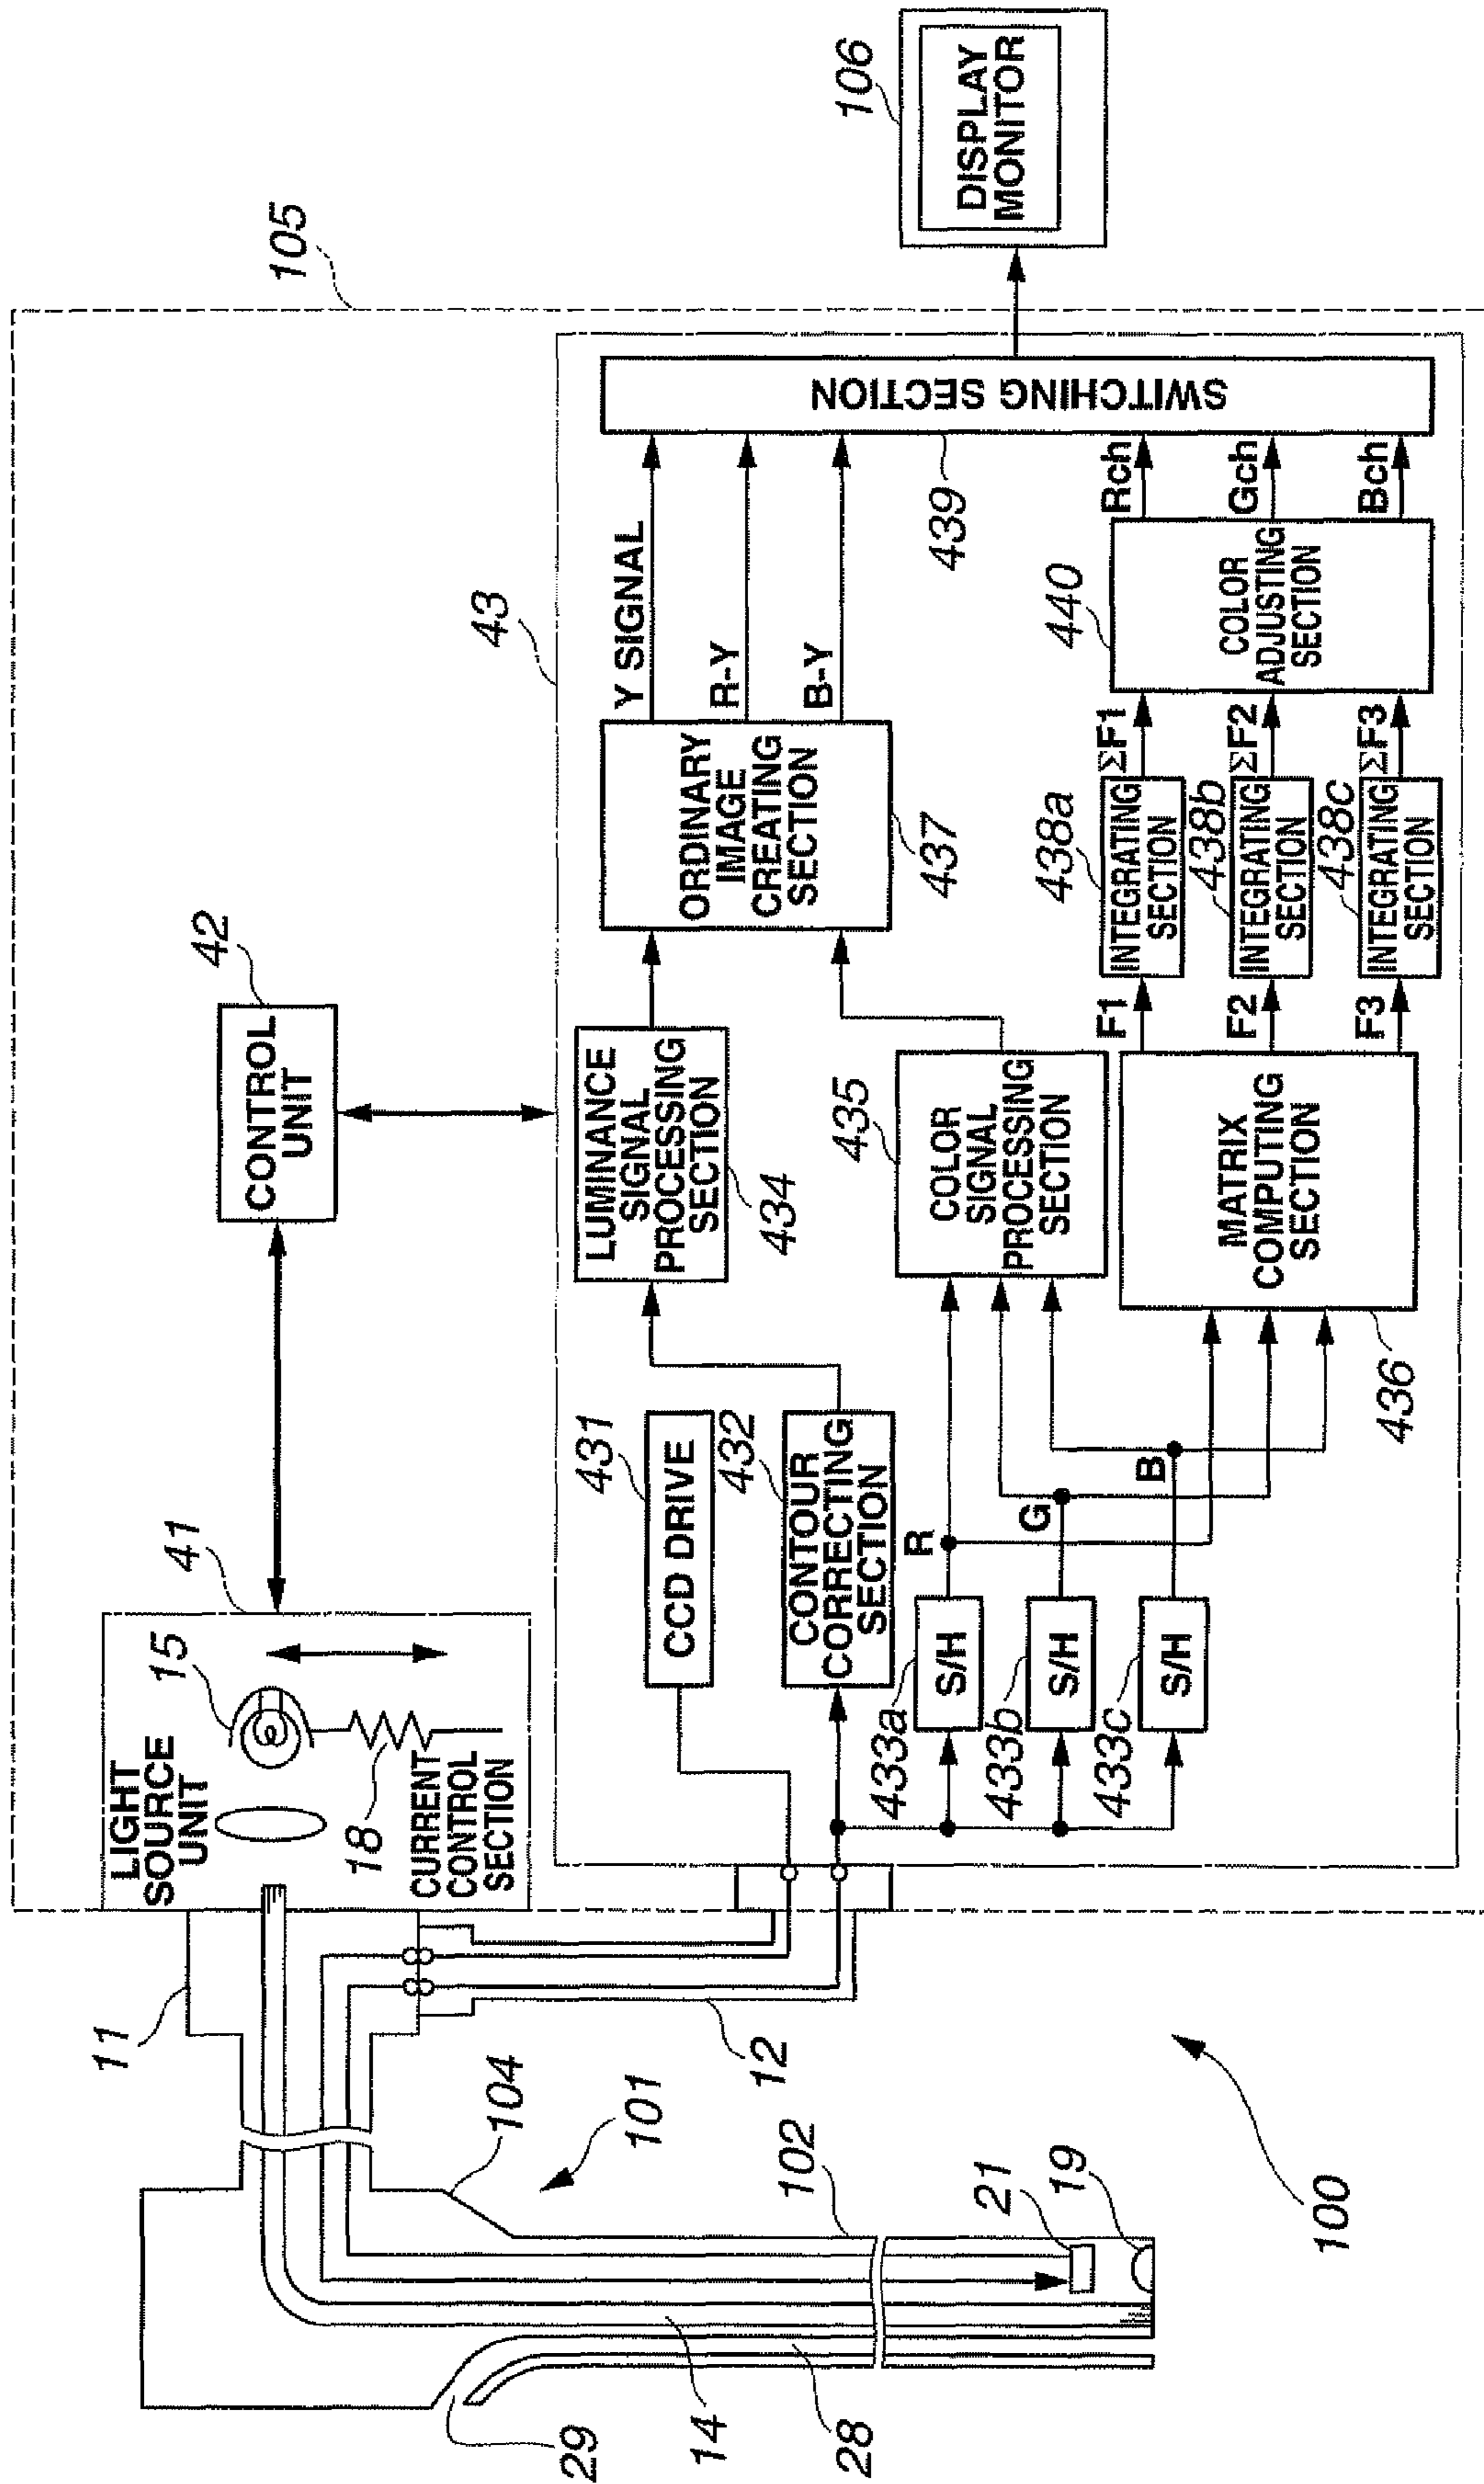 105
41
LIGHT
SOURCE
UNIT
15
18
CURRENT
CONTROL
SECTION
42
CONTROL
UNIT
43
11
12
104
101
102
21
19
100
29
14
28
431
CCD DRIVE
432
CONTOUR
CORRECTING
SECTION
LUMINANCE
SIGNAL
PROCESSING
SECTION
434
ORDINARY
IMAGE
CREATING
SECTION
437
Y SIGNAL
R-Y
B-Y
SWITCHING SECTION
439
106
DISPLAY
MONITOR
433a
S/H
R
433b
S/H
G
433c
S/H
B
435
COLOR
SIGNAL
PROCESSING
SECTION
MATRIX
COMPUTING
SECTION
436
F1
F2
F3
438a
INTEGRATING
SECTION
438b
INTEGRATING
SECTION
438c
INTEGRATING
SECTION
ΣF1
ΣF2
ΣF3
440
COLOR
ADJUSTING
SECTION
Rch
Gch
Bch